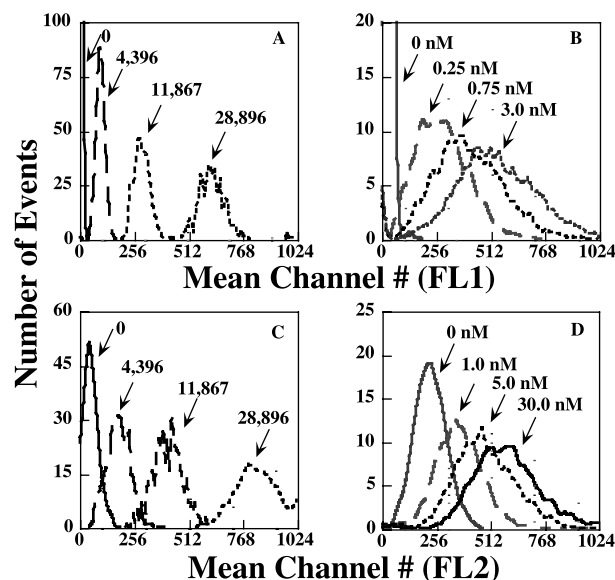 Number of Events
100
75
50
25
0
0
4,396
11,867
28,896
A
0 256 512 768 1024
20
15
10
5
0
0 nM
0.25 nM
0.75 nM
3.0 nM
B
0 256 512 768 1024
Mean Channel # (FL1)
60
45
30
15
0
0
4,396
11,867
28,896
C
0 256 512 768 1024
25
20
15
10
5
0
0 nM
1.0 nM
5.0 nM
30.0 nM
D
0 256 512 768 1024
Mean Channel # (FL2)